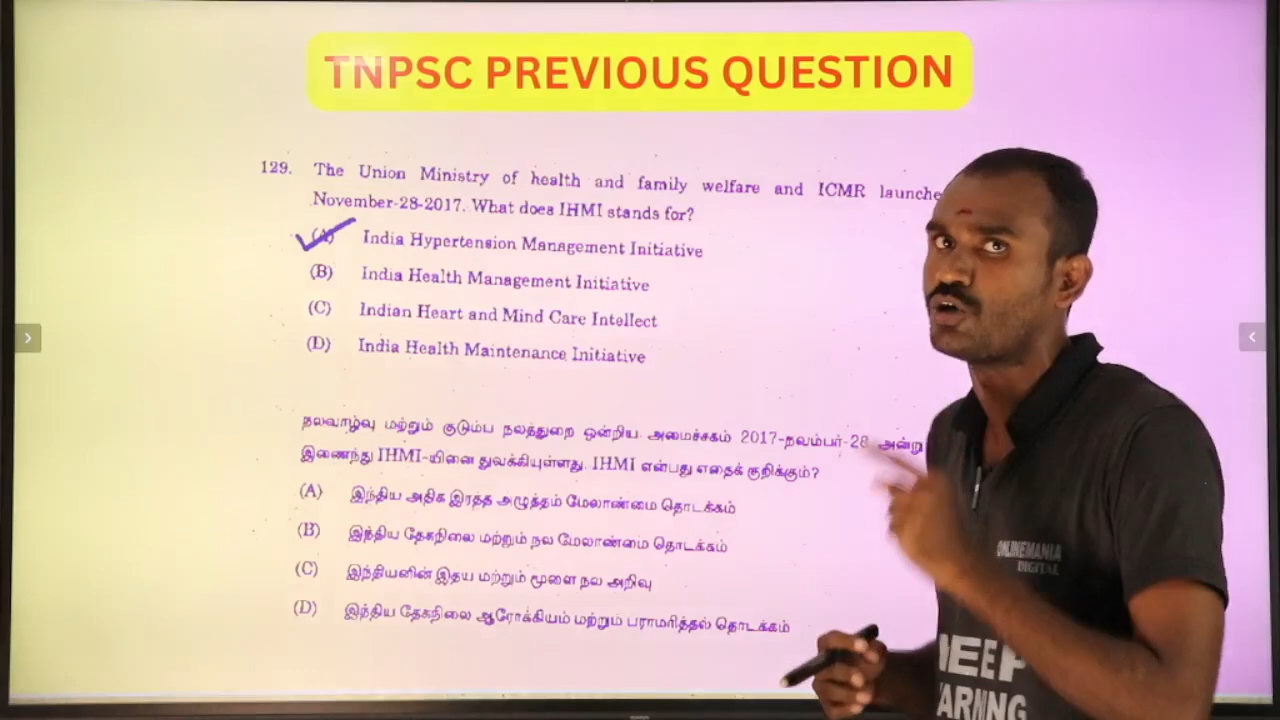 TNPSC PREVIOUS QUESTION
129. The Union Ministry of health and family welfare and ICMR launche
November-28-2017. What does IHMI stands for?
(A) India Hypertension Management Initiative
(B) India Health Management Initiative
(C) Indian Heart and Mind Care Intellect
(D) India Health Maintenance Initiative
நலவாழ்வு மற்றும் குடும்ப நலத்துறை ஒன்றிய அமைச்சகம் 2017-நவம்பர்-28 அன்று
இணைந்து IHMI-யினை துவக்கியுள்ளது. IHMI என்பது எதைக் குறிக்கும்?
(A) இந்திய அதிக இரத்த அழுத்தம் மேலாண்மை தொடக்கம்
(B) இந்திய தேகநிலை மற்றும் நல மேலாண்மை தொடக்கம்
(C) இந்தியனின் இதய மற்றும் மூளை நல அறிவு
(D) இந்திய தேகநிலை ஆரோக்கியம் மற்றும் பராமரித்தல் தொடக்கம்
ONLINEMANIA
DIGITAL